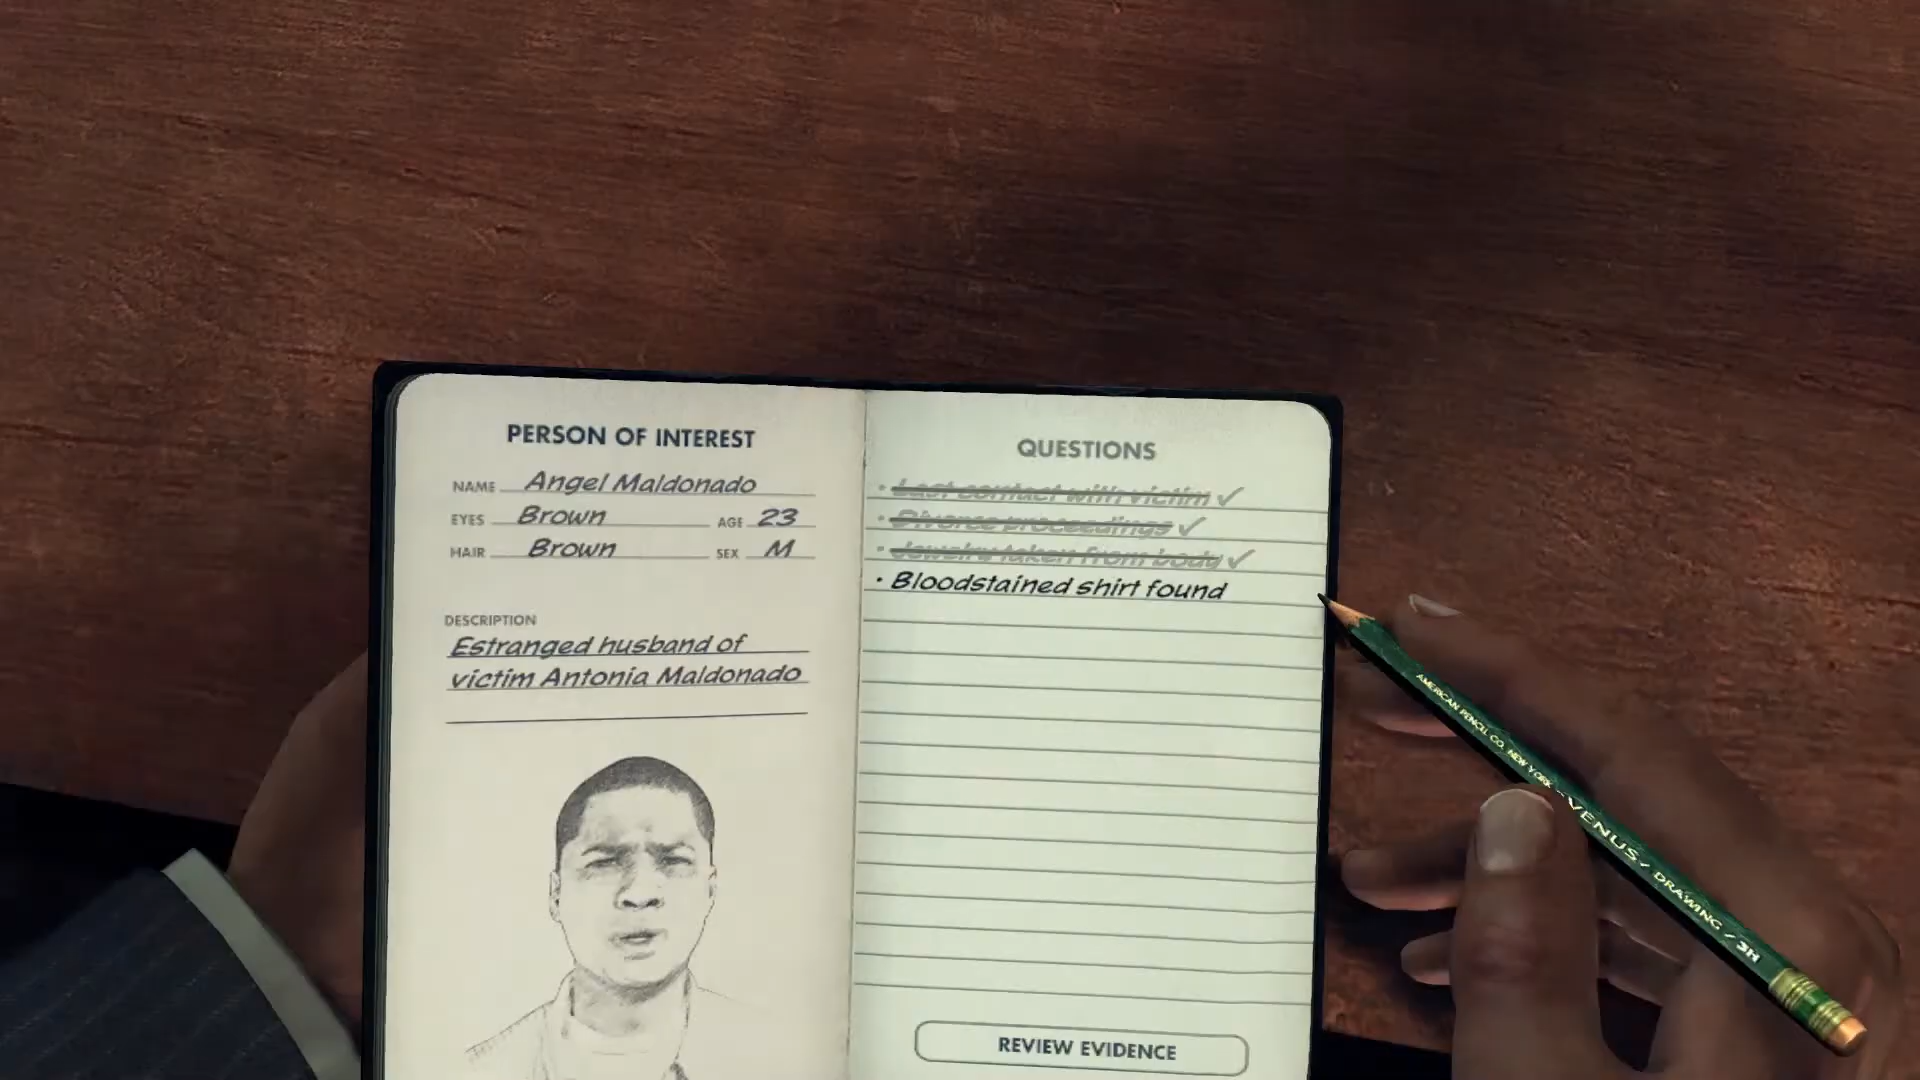 PERSON OF INTEREST
NAME Angel Maldonado
EYES Brown AGE 23
HAIR Brown SEX M
DESCRIPTION
Estranged husband of
victim Antonia Maldonado
QUESTIONS
• Last contact with victim ✓
• Divorce proceedings ✓
• Jewelry taken from body ✓
• Bloodstained shirt found
REVIEW EVIDENCE
AMERICAN PENCIL CO. NEW YORK VENUS / DRAWING / 3H